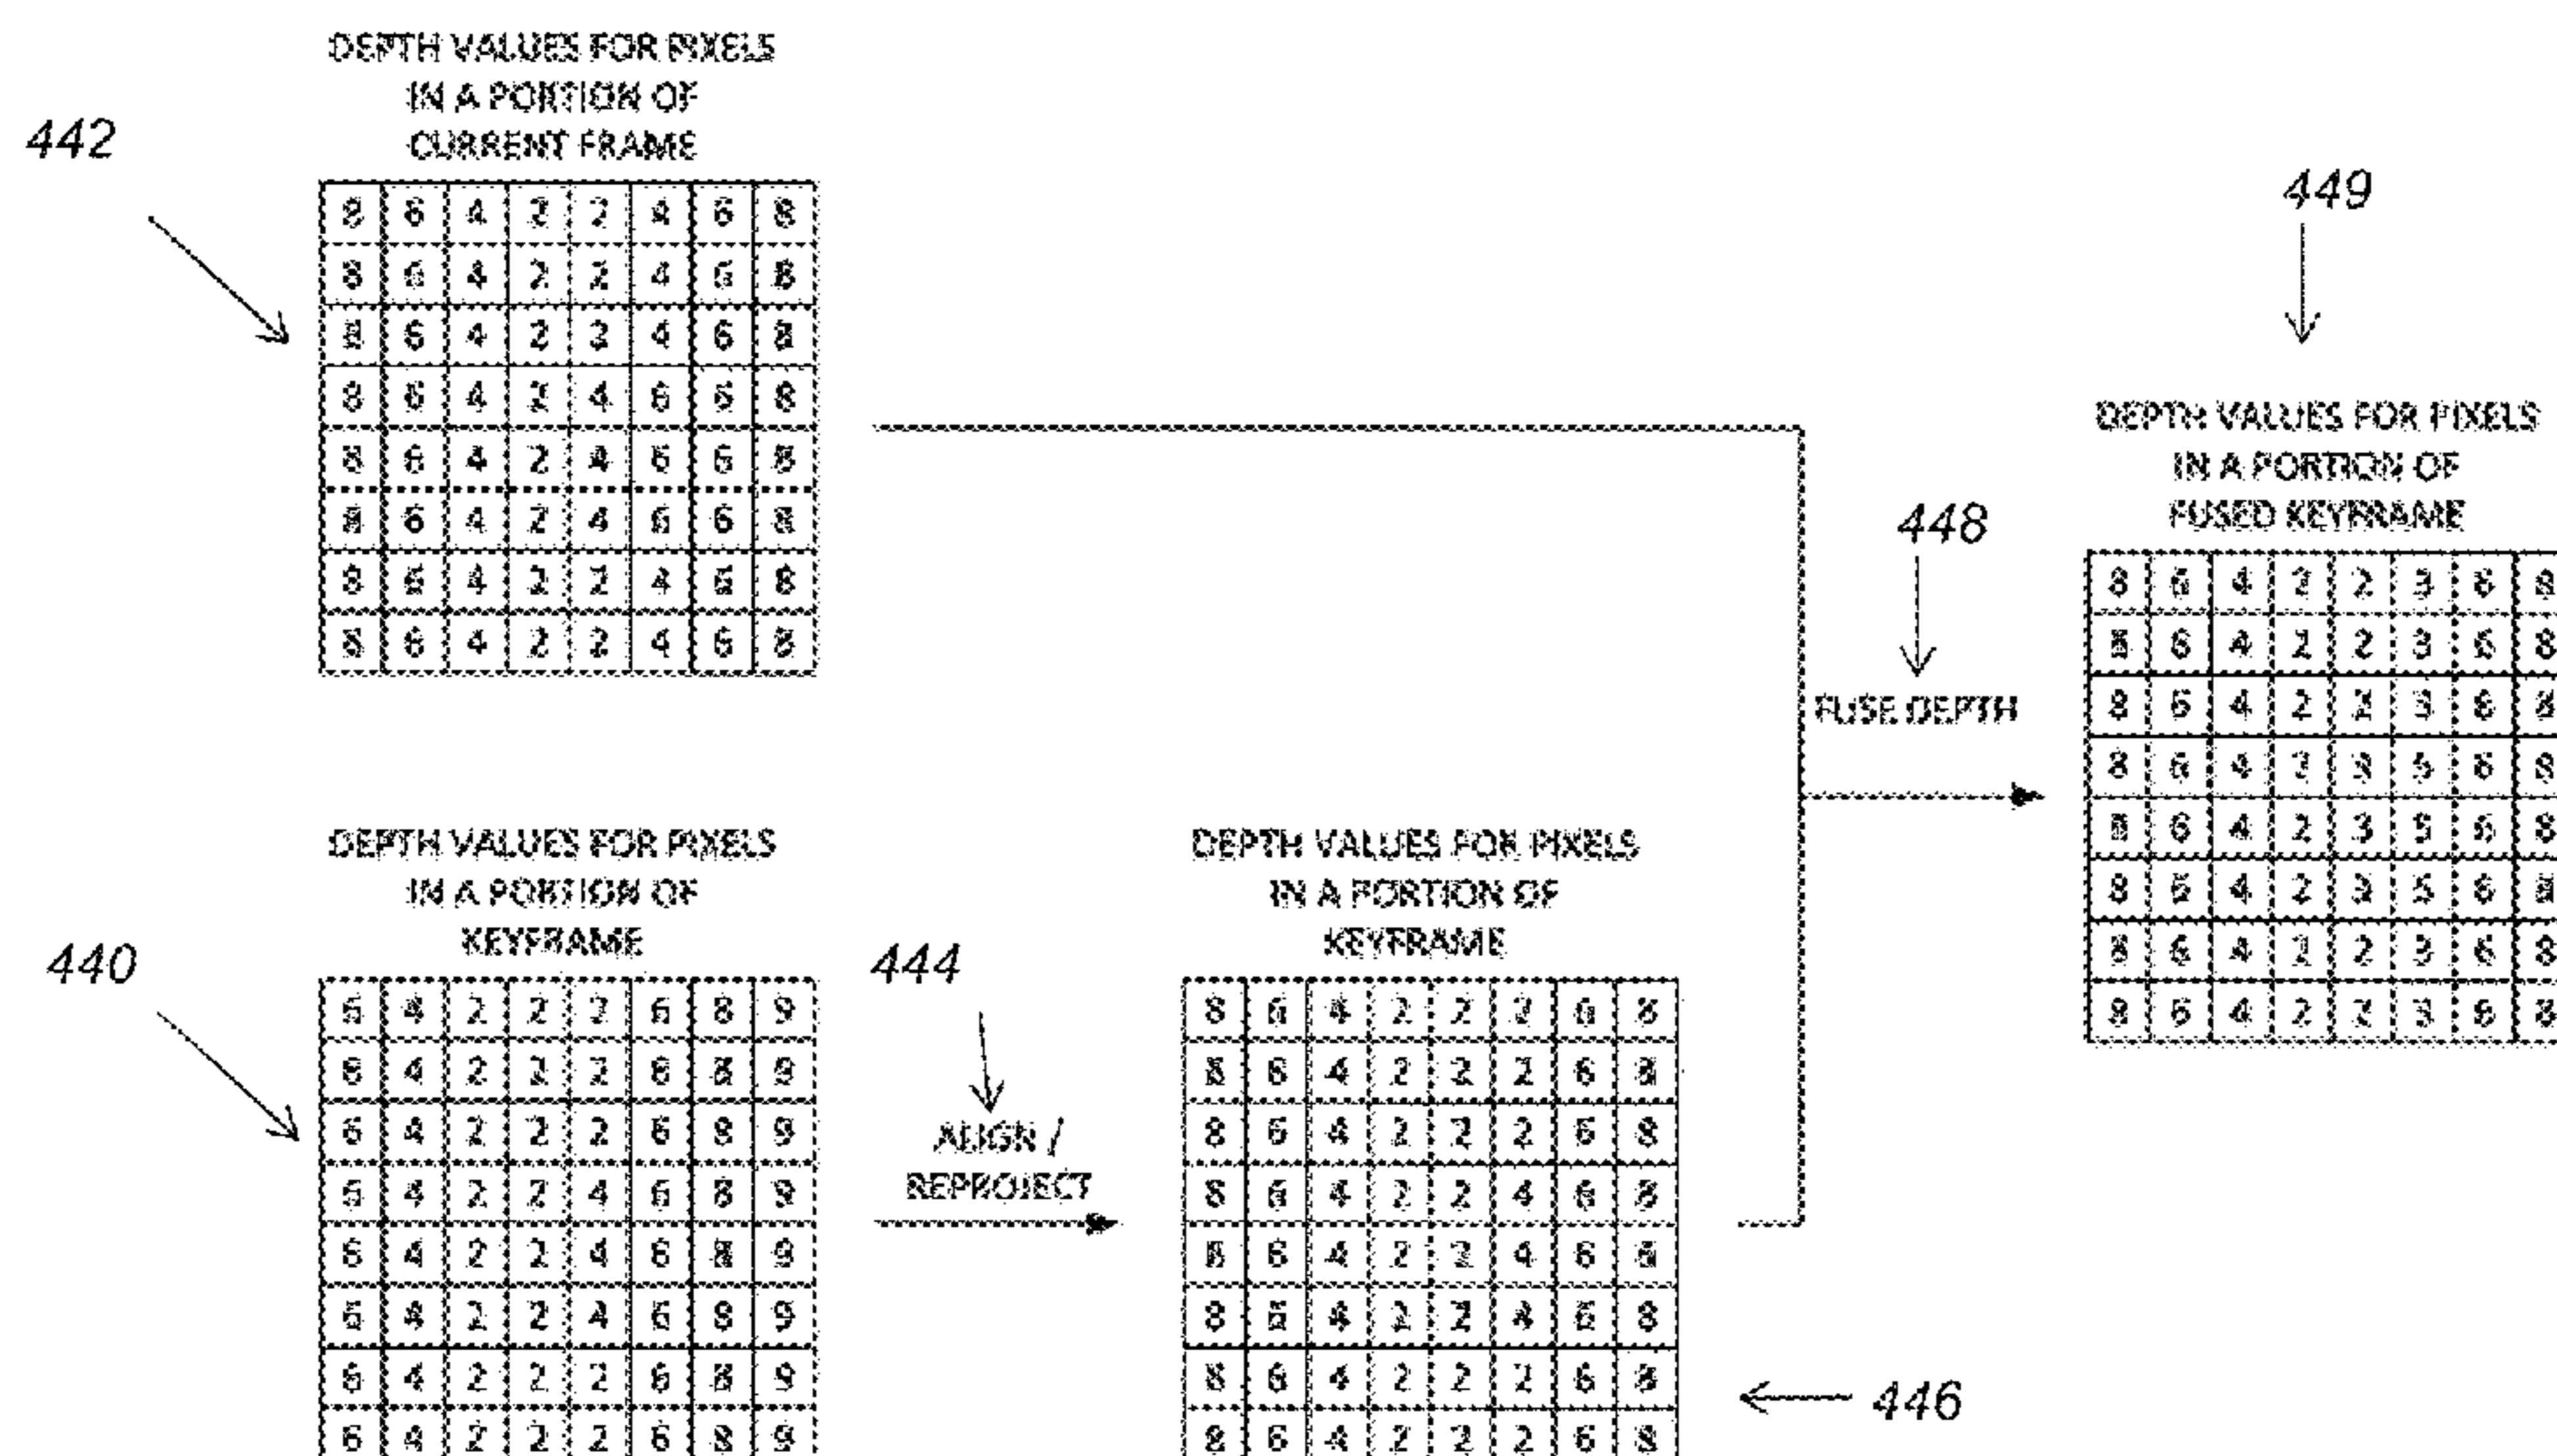 DEPTH VALUES FOR PIXELS
IN A PORTION OF
CURRENT FRAME
442
8 6 4 2 2 4 6 8
8 6 4 2 2 4 6 8
8 6 4 2 2 4 6 8
8 6 4 2 4 6 6 8
8 6 4 2 4 6 6 8
8 6 4 2 4 6 6 8
8 6 4 2 2 4 6 8
8 6 4 2 2 4 6 8
449
DEPTH VALUES FOR PIXELS
IN A PORTION OF
FUSED KEYFRAME
8 6 4 2 2 3 6 8
8 6 4 2 2 3 6 8
8 6 4 2 2 3 6 8
8 6 4 2 3 5 6 8
8 6 4 2 3 5 6 8
8 6 4 2 3 5 6 8
8 6 4 2 2 3 6 8
8 6 4 2 2 3 6 8
448
FUSE DEPTH
DEPTH VALUES FOR PIXELS
IN A PORTION OF
KEYFRAME
440
6 4 2 2 2 6 8 9
6 4 2 2 2 6 8 9
6 4 2 2 2 6 8 9
6 4 2 2 4 6 8 9
6 4 2 2 4 6 8 9
6 4 2 2 4 6 8 9
6 4 2 2 2 6 8 9
6 4 2 2 2 6 8 9
444
ALIGN /
REPROJECT
DEPTH VALUES FOR PIXELS
IN A PORTION OF
KEYFRAME
8 6 4 2 2 2 6 8
8 6 4 2 2 2 6 8
8 6 4 2 2 2 6 8
8 6 4 2 2 4 6 8
8 6 4 2 2 4 6 8
8 6 4 2 2 4 6 8
8 6 4 2 2 2 6 8
8 6 4 2 2 2 6 8
446